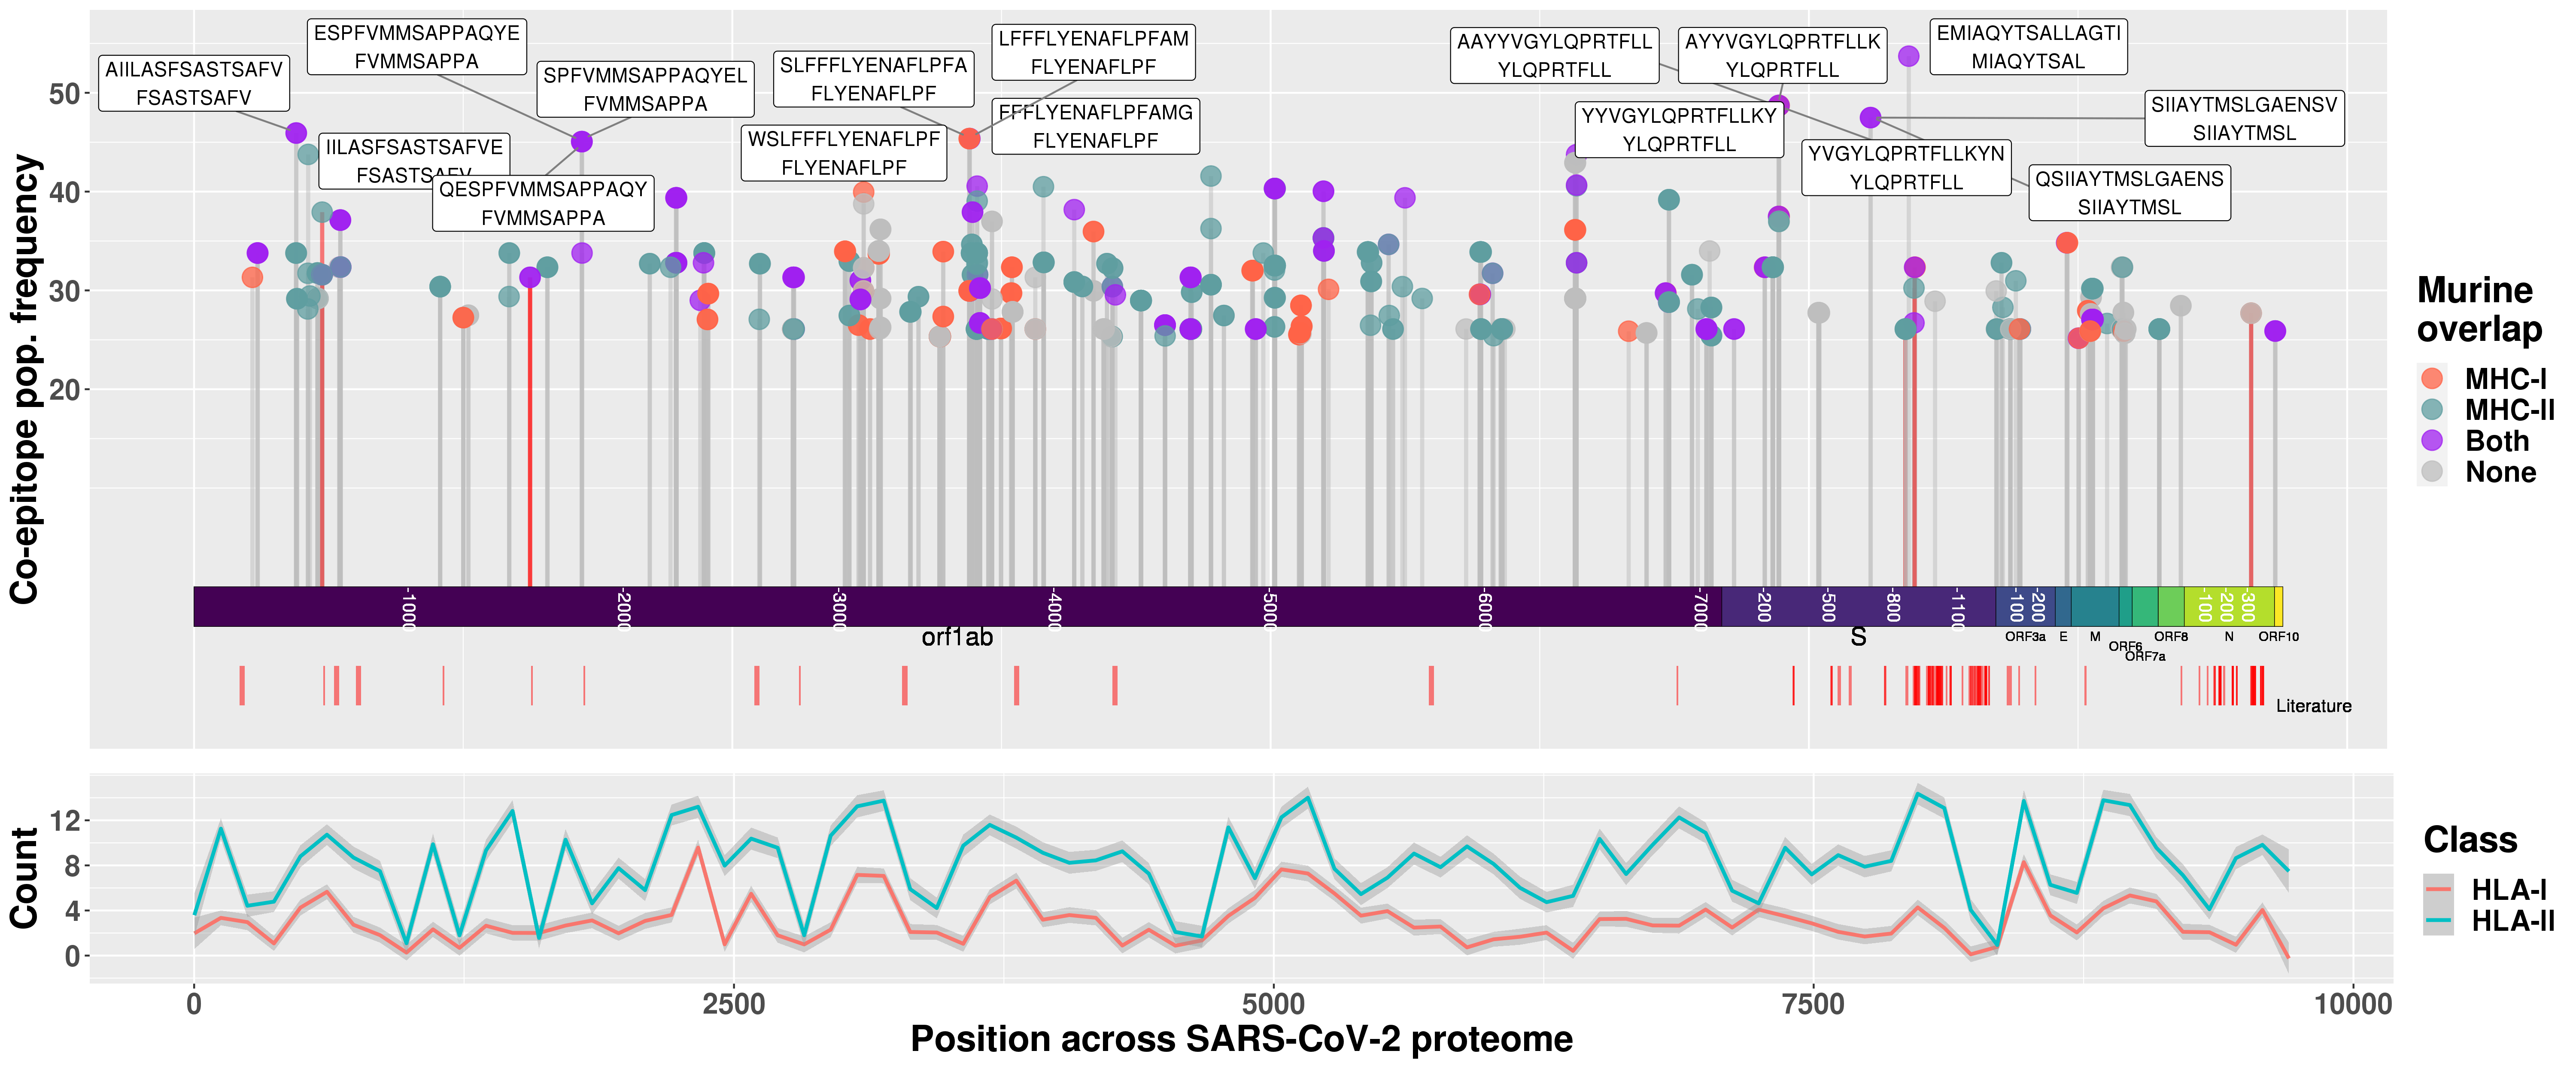 AIILASFSASTSAFV
FSASTSAFV
ESPFVMMSAPPAQYE
FVMMSAPPA
IILASFSASTSAFVE
FSASTSAFV
SPFVMMSAPPAQYEL
FVMMSAPPA
QESPFVMMSAPPAQY
FVMMSAPPA
SLFFFLYENAFLPFA
FLYENAFLPF
LFFFLYENAFLPFAM
FLYENAFLPF
WSLFFFLYENAFLPF
FLYENAFLPF
FFFLYENAFLPFAMG
FLYENAFLPF
AAYYVGYLQPRTFLL
YLQPRTFLL
AYYVGYLQPRTFLLK
YLQPRTFLL
EMIAQYTSALLAGTI
MIAQYTSAL
YYVGYLQPRTFLLKY
YLQPRTFLL
SIIAYTMSLGAENSV
SIIAYTMSL
YVGYLQPRTFLLKYN
YLQPRTFLL
QSIIAYTMSLGAENS
SIIAYTMSL
Co-epitope pop. frequency
50
40
30
20
Murine
overlap
MHC-I
MHC-II
Both
None
1000
2000
3000
4000
5000
6000
7000
200
500
800
1100
100
200
100
200
300
orf1ab
S
ORF3a
E
M
ORF6
ORF7a
ORF8
N
ORF10
Literature
Count
12
8
4
0
Class
HLA-I
HLA-II
0
2500
5000
7500
10000
Position across SARS-CoV-2 proteome